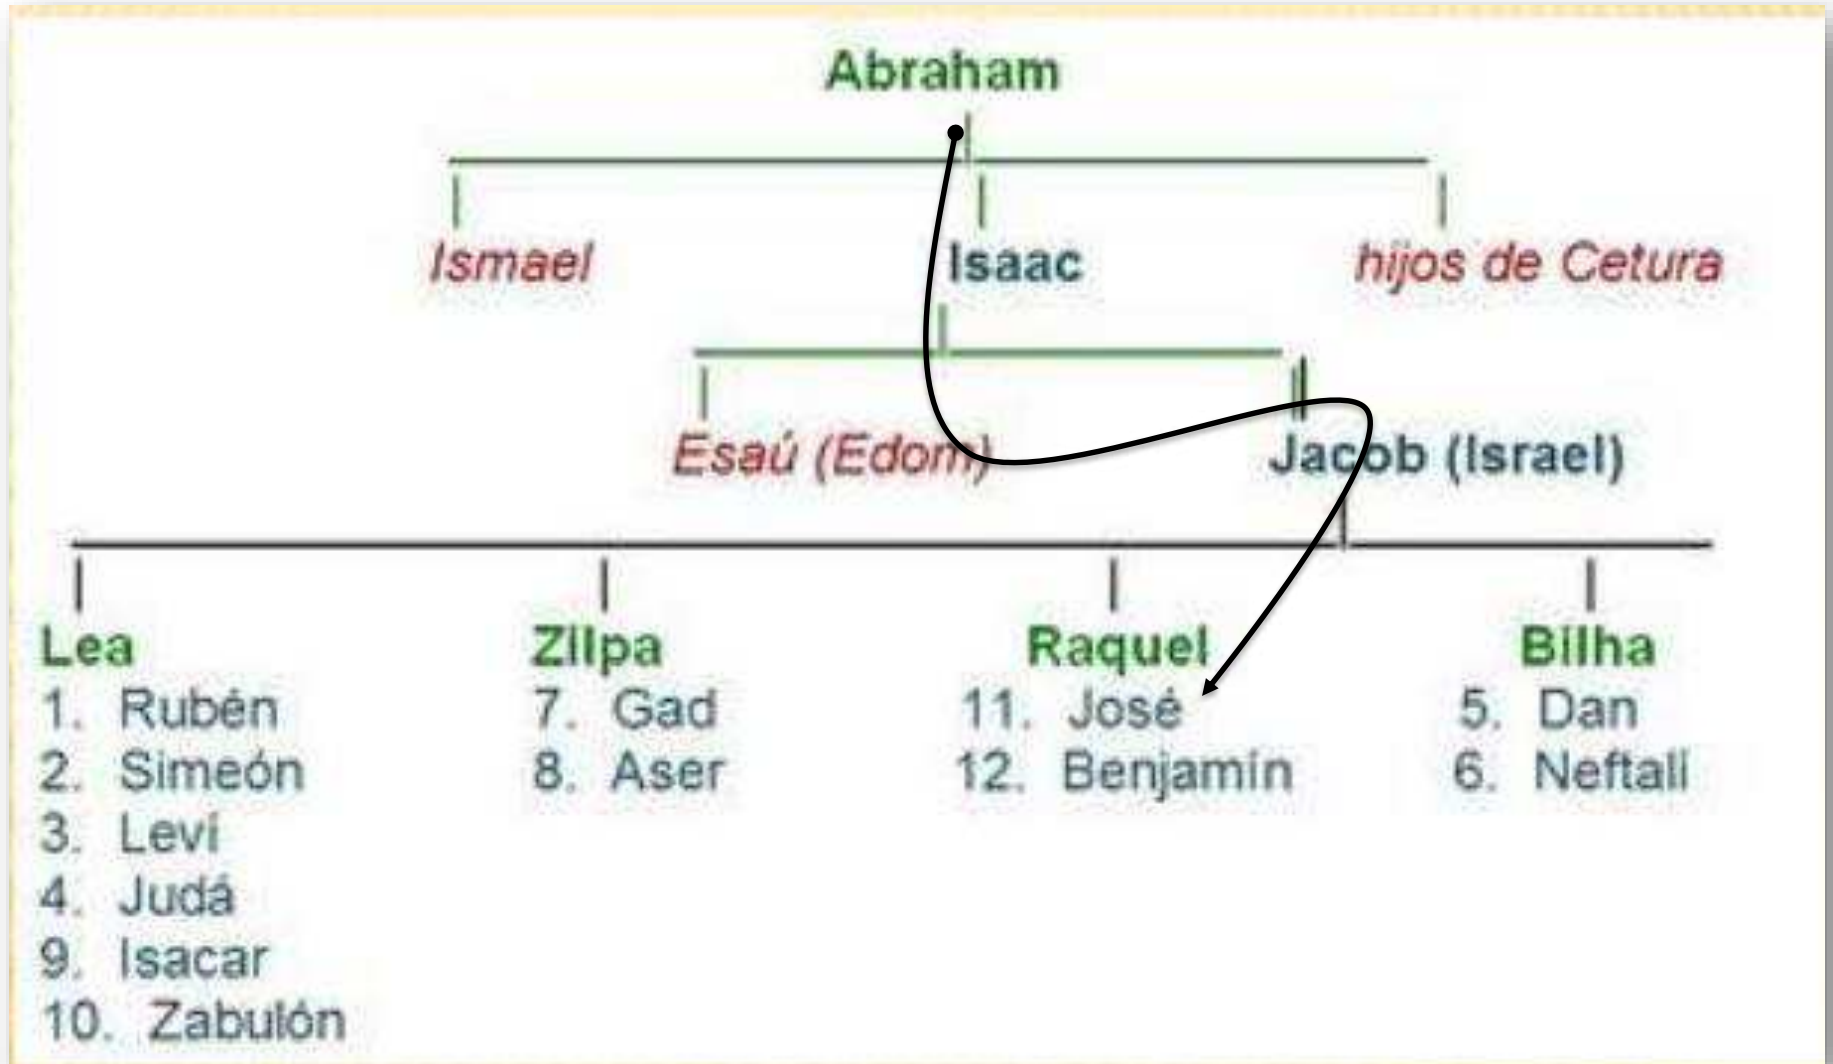 Abraham
Ismael Isaac hijos de Cetura
Esaú (Edom) Jacob (Israel)
Lea Zilpa Raquel Bilha
1. Rubén 7. Gad 11. José 5. Dan
2. Simeón 8. Aser 12. Benjamín 6. Neftalí
3. Leví
4. Judá
9. Isacar
10. Zabulón